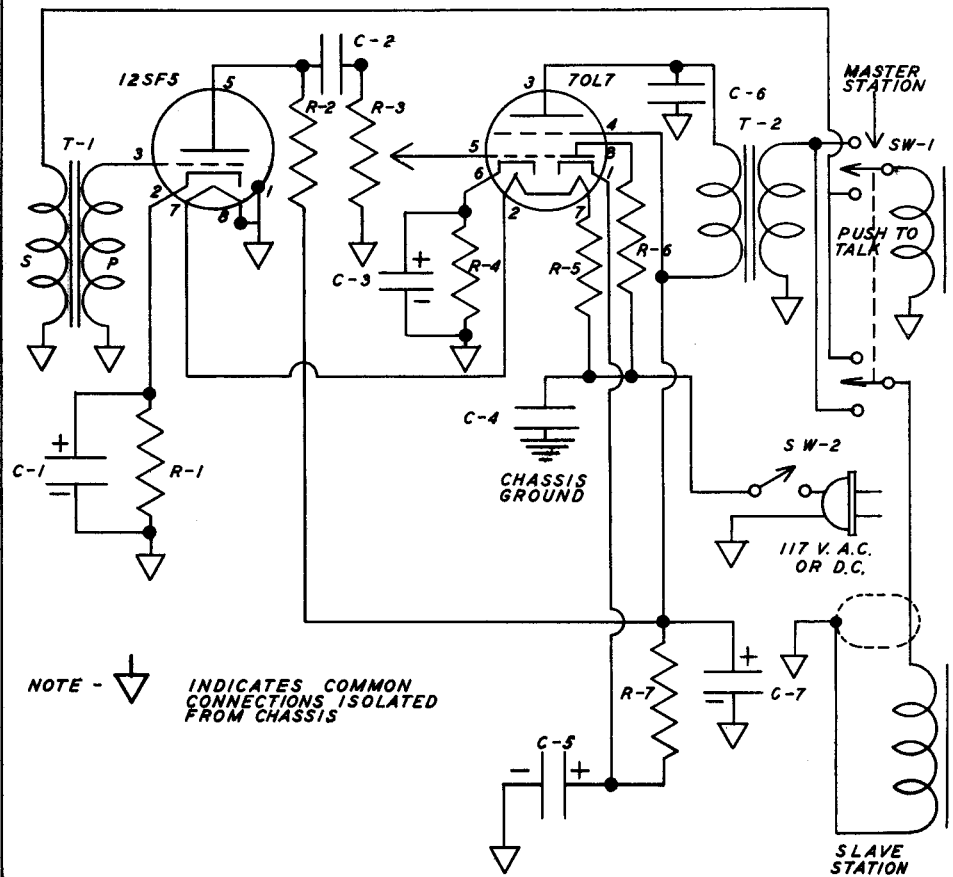 C-2
12SF5
5
R-2
R-3
70L7
3
4
C-6
MASTER
STATION
T-1
T-2
SW-1
3
5
8
2
1
6
1
7
8
2
7
PUSH TO
TALK
S
P
C-3
+
-
R-4
R-5
R-6
C-4
CHASSIS
GROUND
SW-2
C-1
+
-
R-1
117 V. A.C.
OR D.C.
NOTE -
INDICATES COMMON
CONNECTIONS ISOLATED
FROM CHASSIS
R-7
+
-
C-7
C-5
-
+
SLAVE
STATION